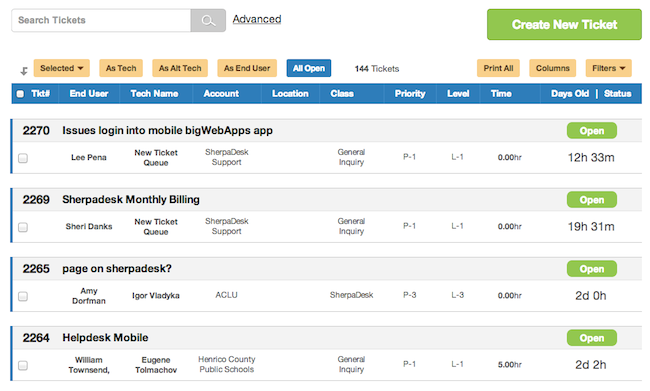 Search Tickets Advanced Create New Ticket
Selected As Tech As Alt Tech As End User All Open 144 Tickets Print All Columns Filters
Tkt# End User Tech Name Account Location Class Priority Level Time Days Old | Status
2270 Issues login into mobile bigWebApps app Open
Lee Pena New Ticket Queue SherpaDesk Support General Inquiry P-1 L-1 0.00hr 12h 33m
2269 Sherpadesk Monthly Billing Open
Sheri Danks New Ticket Queue SherpaDesk Support General Inquiry P-1 L-1 0.00hr 19h 31m
2265 page on sherpadesk? Open
Amy Dorfman Igor Vladyka ACLU SherpaDesk P-3 L-3 0.00hr 2d 0h
2264 Helpdesk Mobile Open
William Townsend, Eugene Tolmachov Henrico County Public Schools General Inquiry P-1 L-1 5.00hr 2d 2h